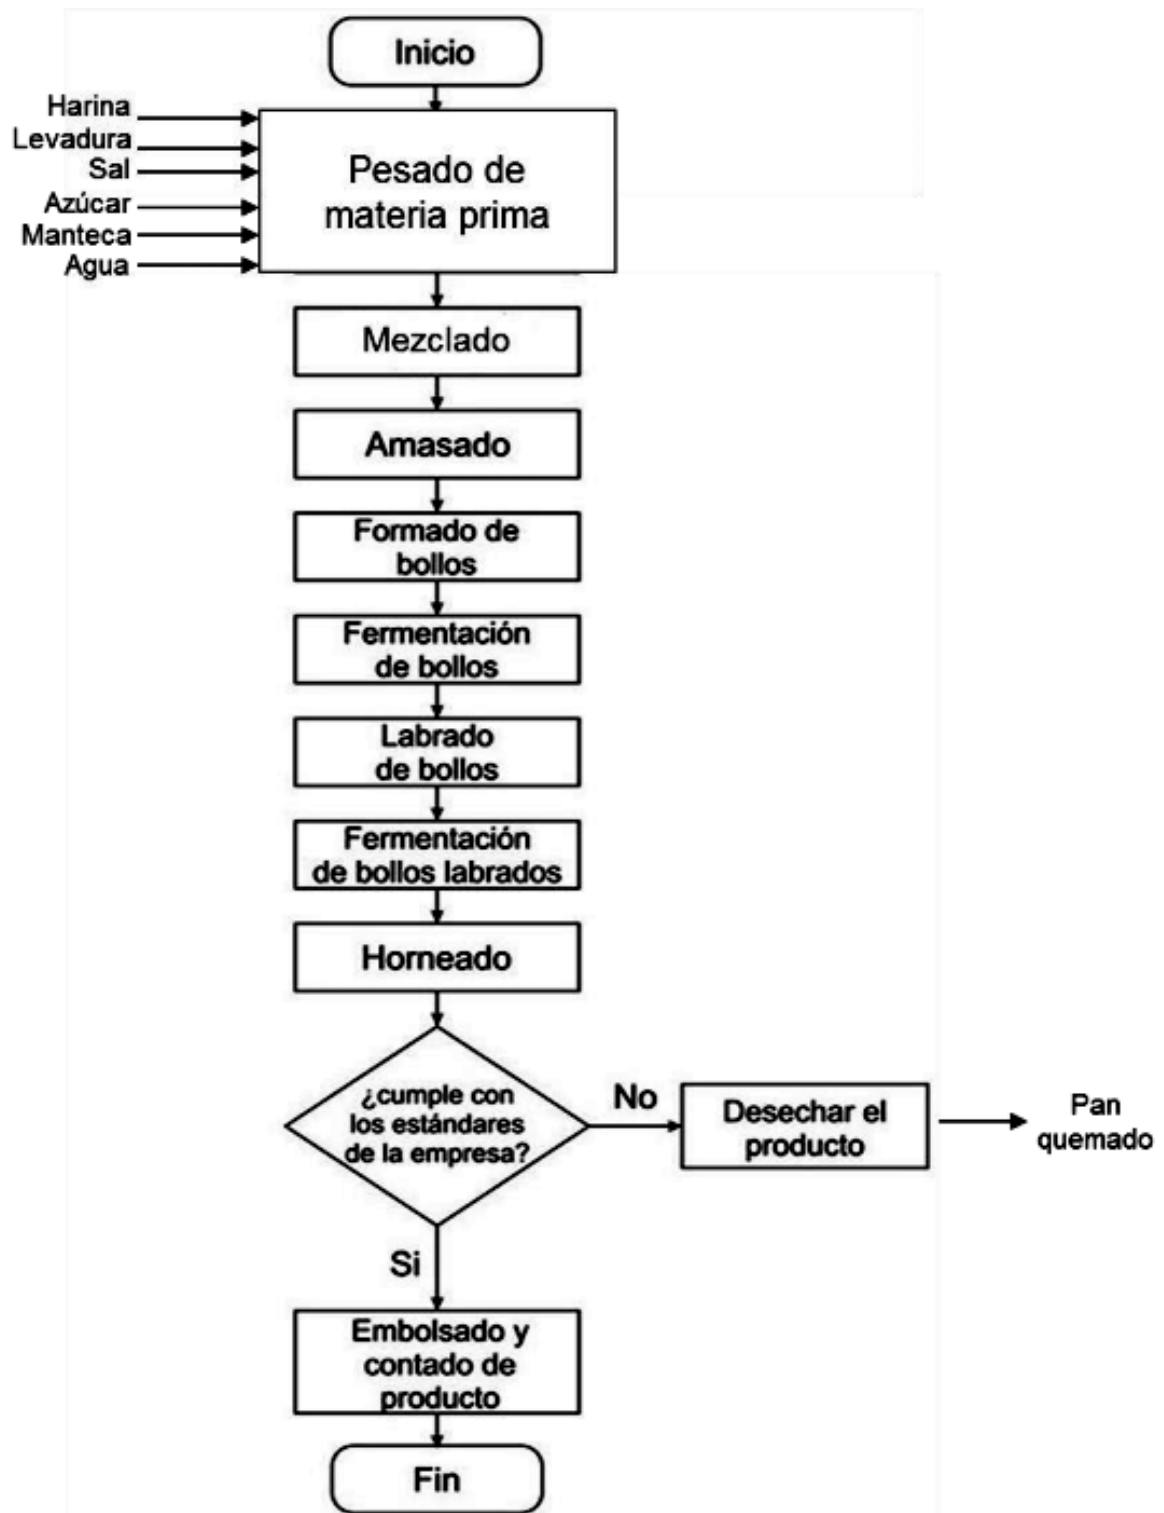 Inicio
Harina
Levadura
Sal
Azúcar
Manteca
Agua
Pesado de
materia prima
Mezclado
Amasado
Formado de
bollos
Fermentación
de bollos
Labrado
de bollos
Fermentación
de bollos labrados
Horneado
¿cumple con
los estándares
de la empresa?
No
Desechar el
producto
Pan
quemado
Si
Embolsado y
contado de
producto
Fin